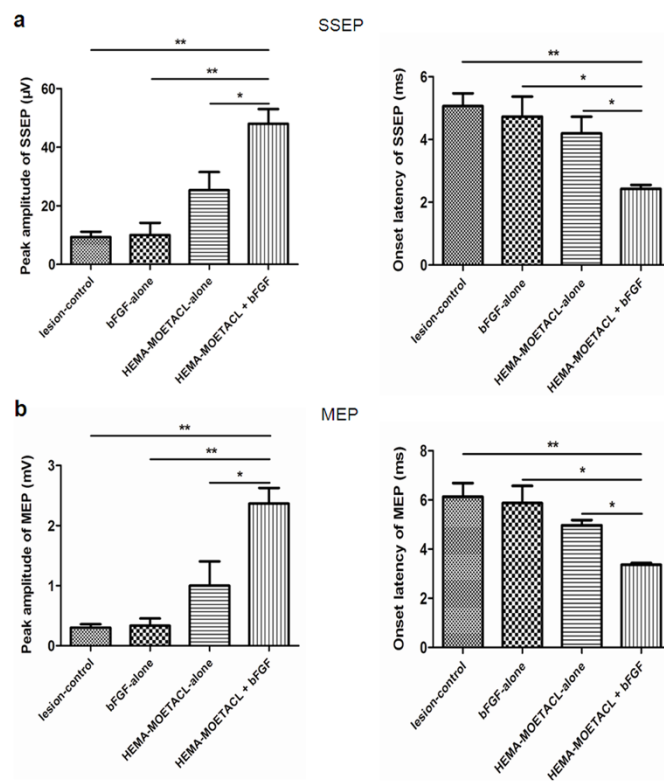 a
SSEP
Peak amplitude of SSEP (µV)
60
40
20
0
**
**
*
lesion-control
bFGF-alone
HEMA-MOETACL-alone
HEMA-MOETACL + bFGF
Onset latency of SSEP (ms)
6
4
2
0
**
*
*
lesion-control
bFGF-alone
HEMA-MOETACL-alone
HEMA-MOETACL + bFGF
b
MEP
Peak amplitude of MEP (mV)
3
2
1
0
**
**
*
lesion-control
bFGF-alone
HEMA-MOETACL-alone
HEMA-MOETACL + bFGF
Onset latency of MEP (ms)
8
6
4
2
0
**
*
*
lesion-control
bFGF-alone
HEMA-MOETACL-alone
HEMA-MOETACL + bFGF